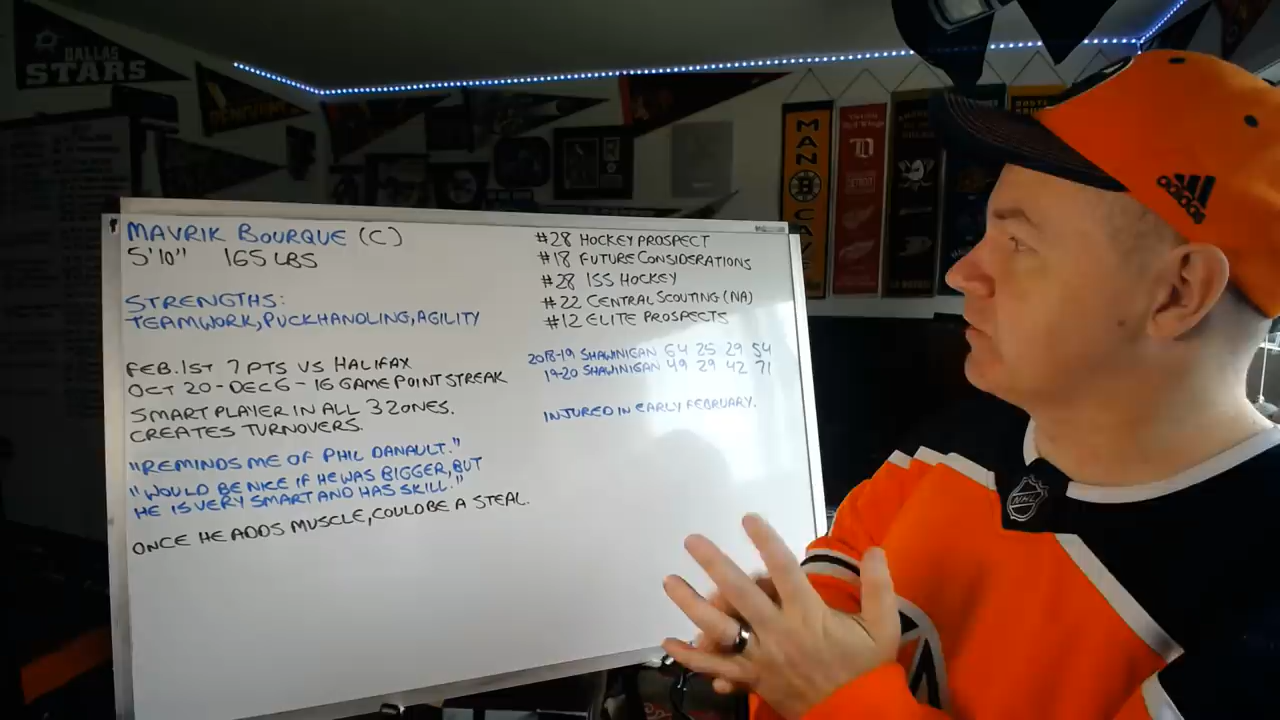 DALLAS
STARS
MAVRIK BOURQUE (C)
5'10" 165 LBS
STRENGTHS:
TEAMWORK, PUCKHANDLING, AGILITY
FEB. 1ST 7 PTS VS HALIFAX
OCT 20 - DEC 6 - 16 GAME POINT STREAK
SMART PLAYER IN ALL 3 ZONES.
CREATES TURNOVERS.
"REMINDS ME OF PHIL DANAULT."
"WOULD BE NICE IF HE WAS BIGGER, BUT
HE IS VERY SMART AND HAS SKILL."
ONCE HE ADDS MUSCLE, COULD BE A STEAL.
#28 HOCKEY PROSPECT
#18 FUTURE CONSIDERATIONS
#28 ISS HOCKEY
#22 CENTRAL SCOUTING (NA)
#12 ELITE PROSPECTS
2018-19 SHAWINIGAN 64 25 29 54
19-20 SHAWINIGAN 49 29 42 71
INJURED IN EARLY FEBRUARY.
MAN
CAVE
adidas
NHL